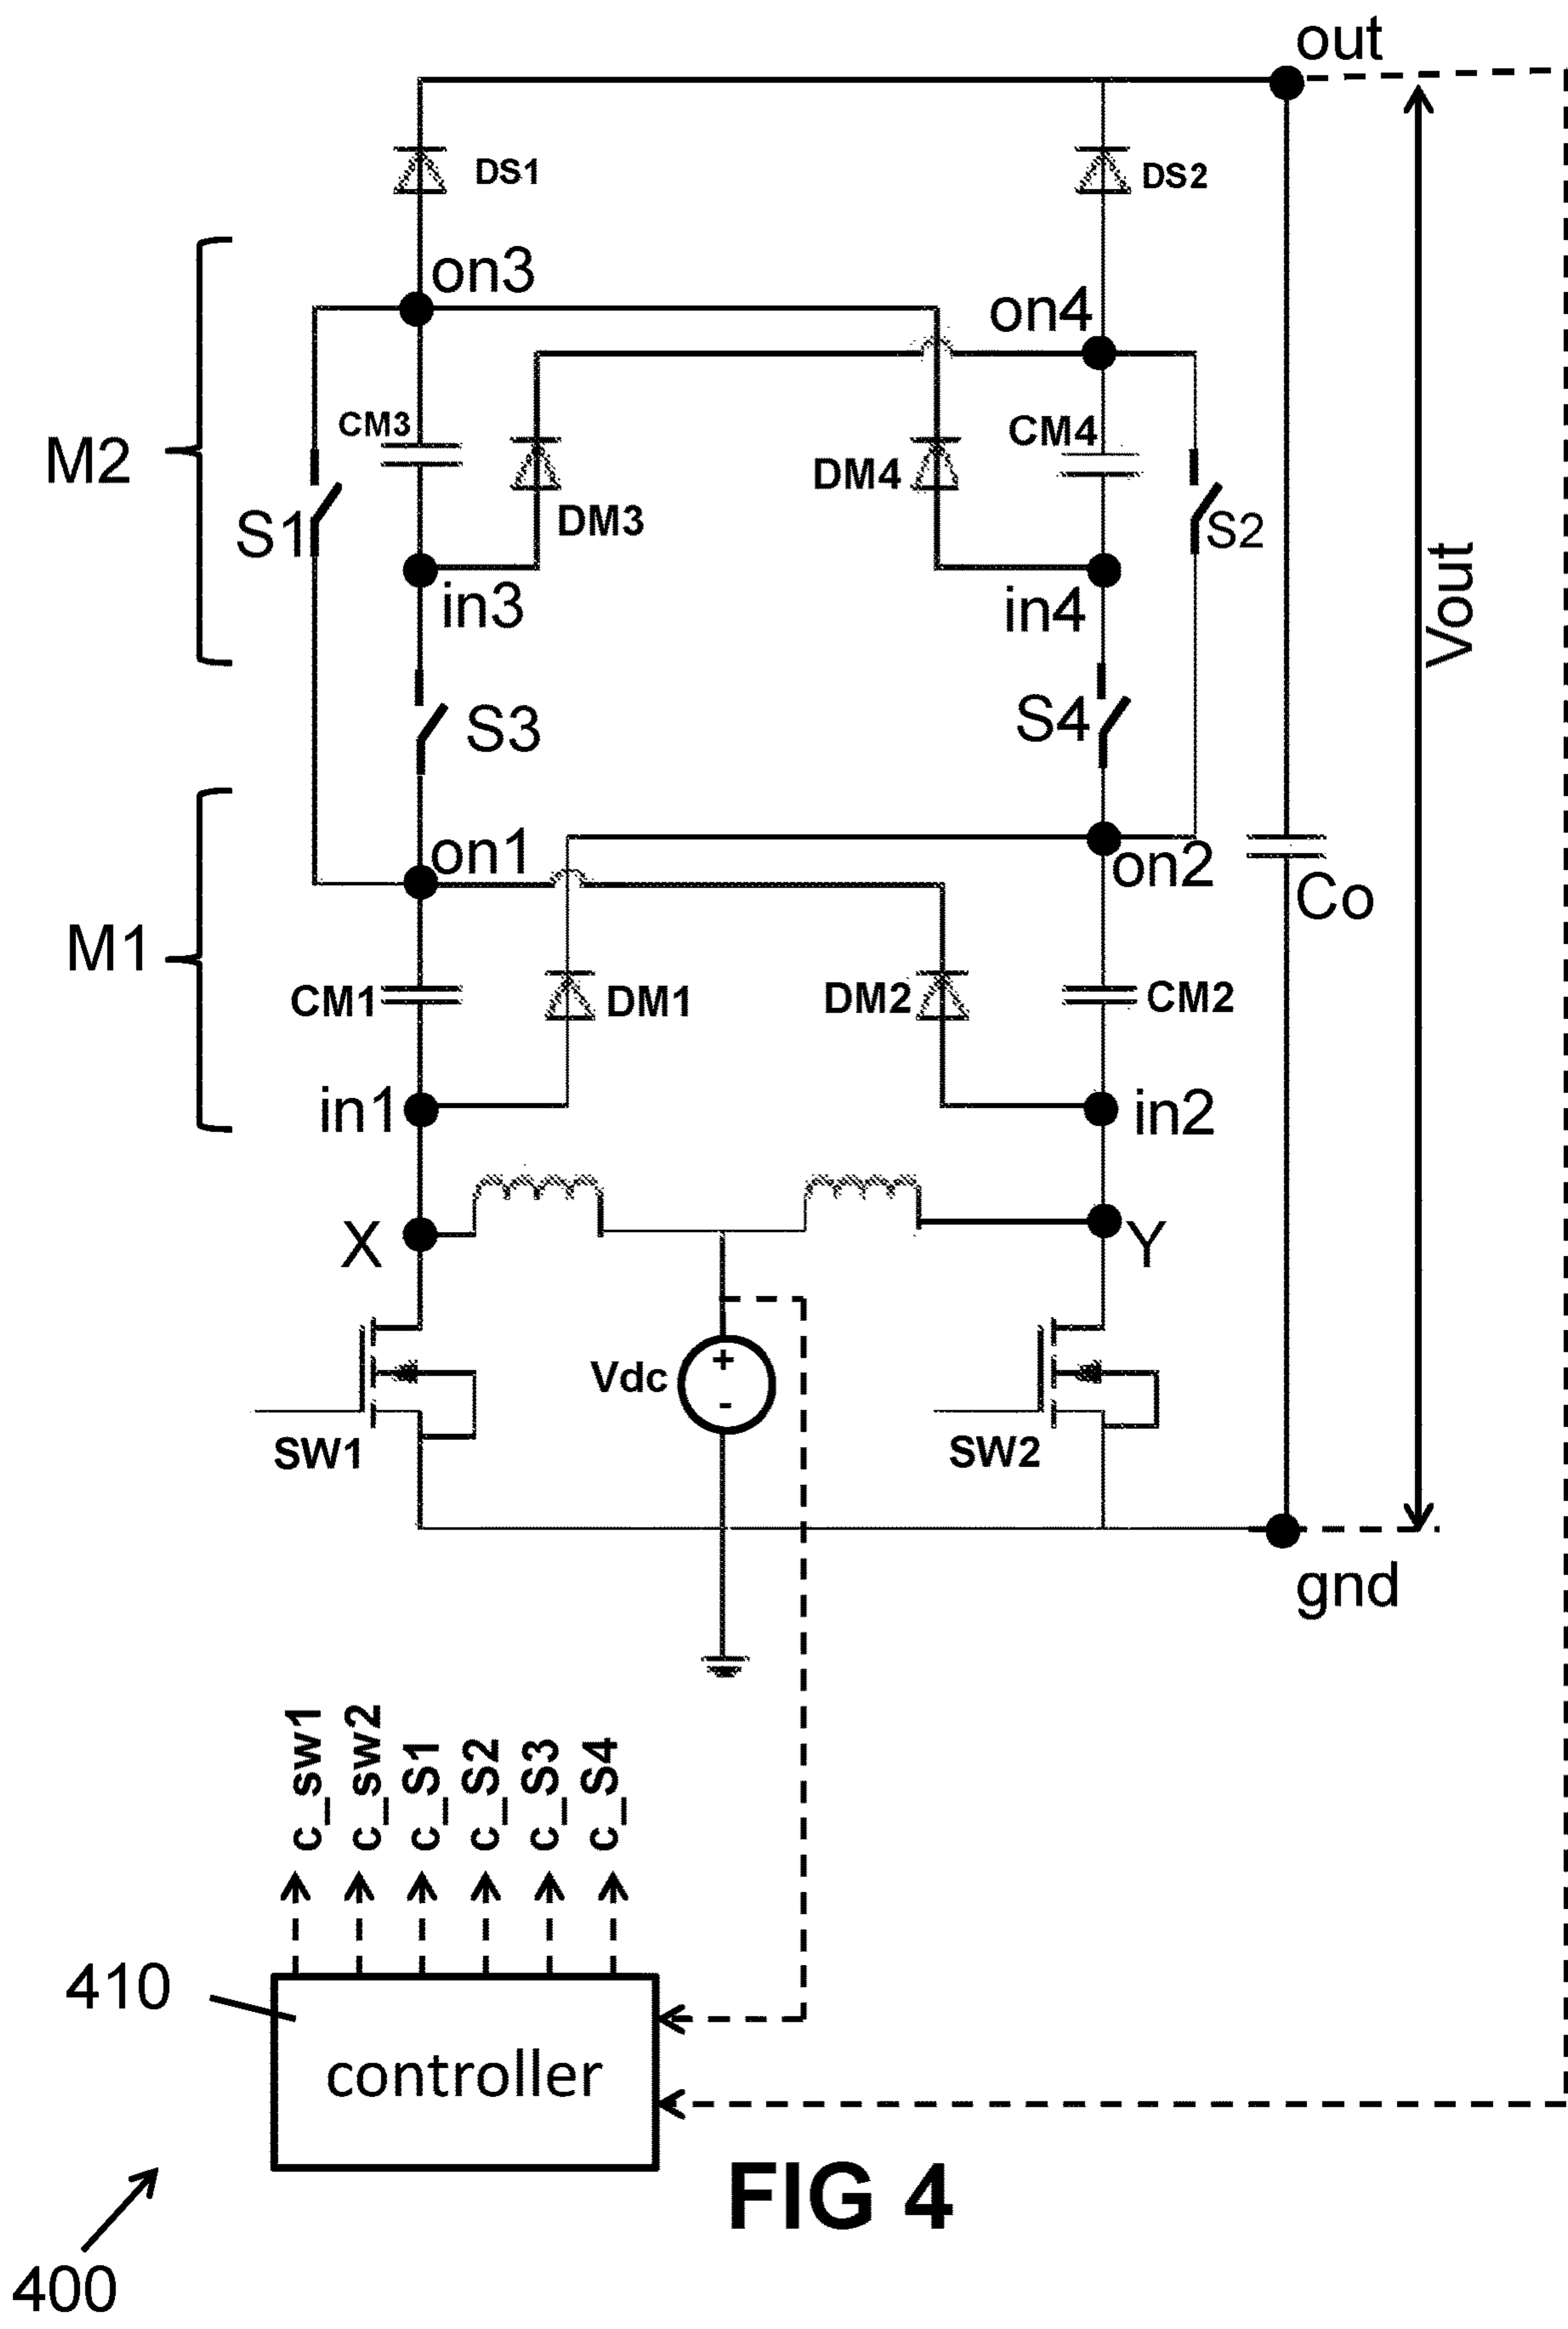 out
DS1
DS2
on3
on4
CM3
CM4
M2
DM4
S1
DM3
S2
in3
in4
Vout
S3
S4
on1
on2
Co
M1
CM1
DM1
DM2
CM2
in1
in2
X
Y
+
Vdc
-
SW1
SW2
gnd
c_sw1
c_sw2
c_S1
c_S2
c_S3
c_S4
410
controller
FIG 4
400